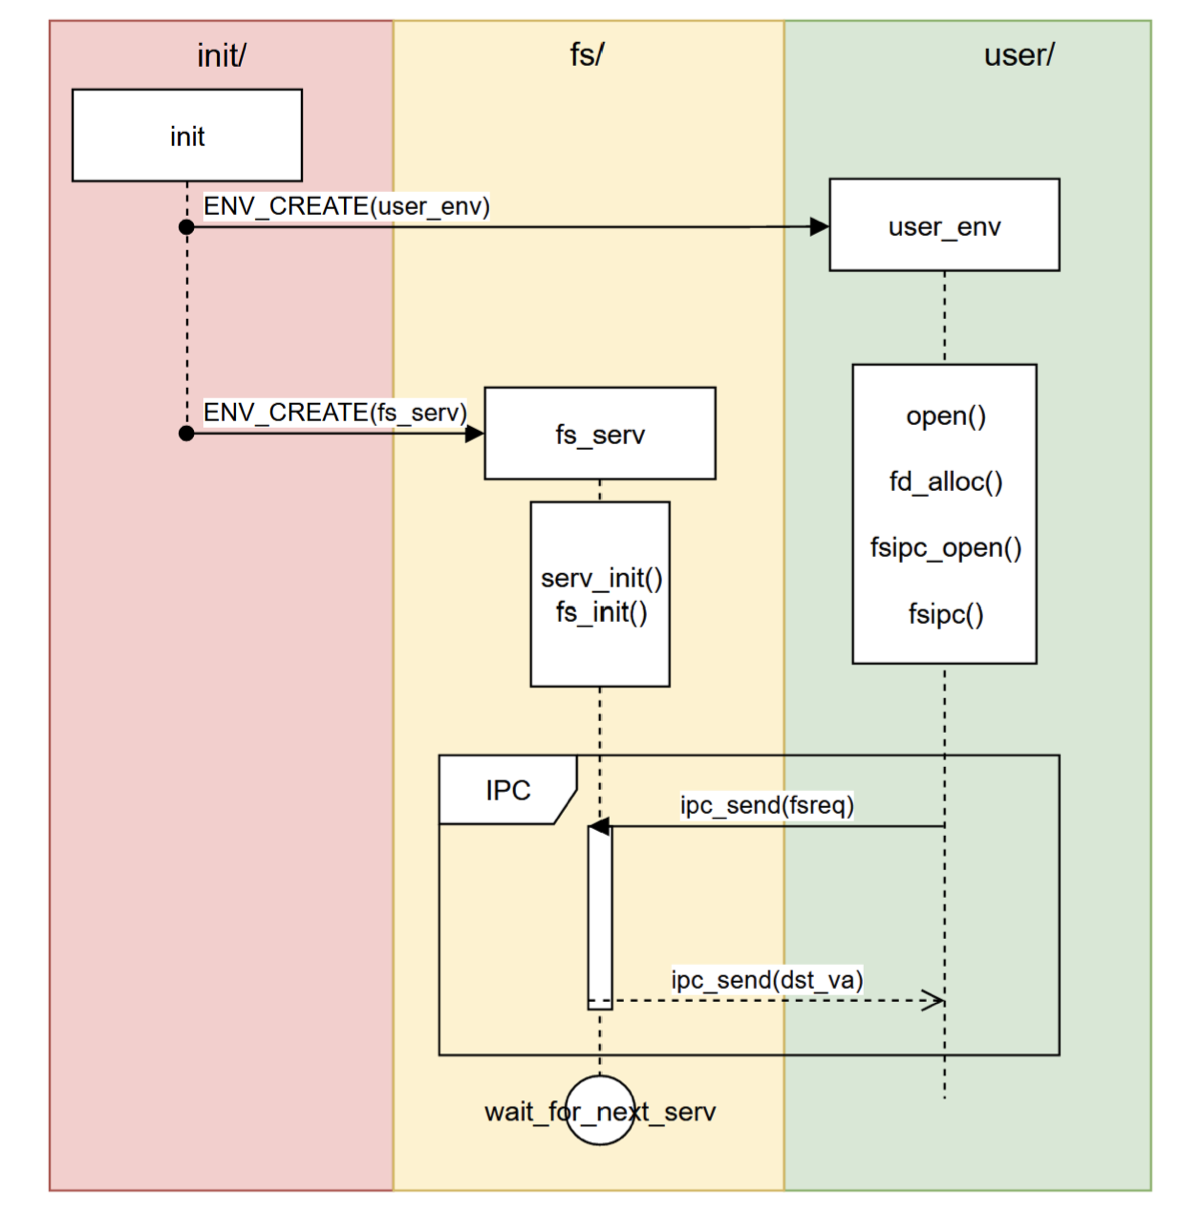 init/
fs/
user/
init
ENV_CREATE(user_env)
user_env
ENV_CREATE(fs_serv)
fs_serv
open()
fd_alloc()
fsipc_open()
fsipc()
serv_init()
fs_init()
IPC
ipc_send(fsreq)
ipc_send(dst_va)
wait_for_next_serv